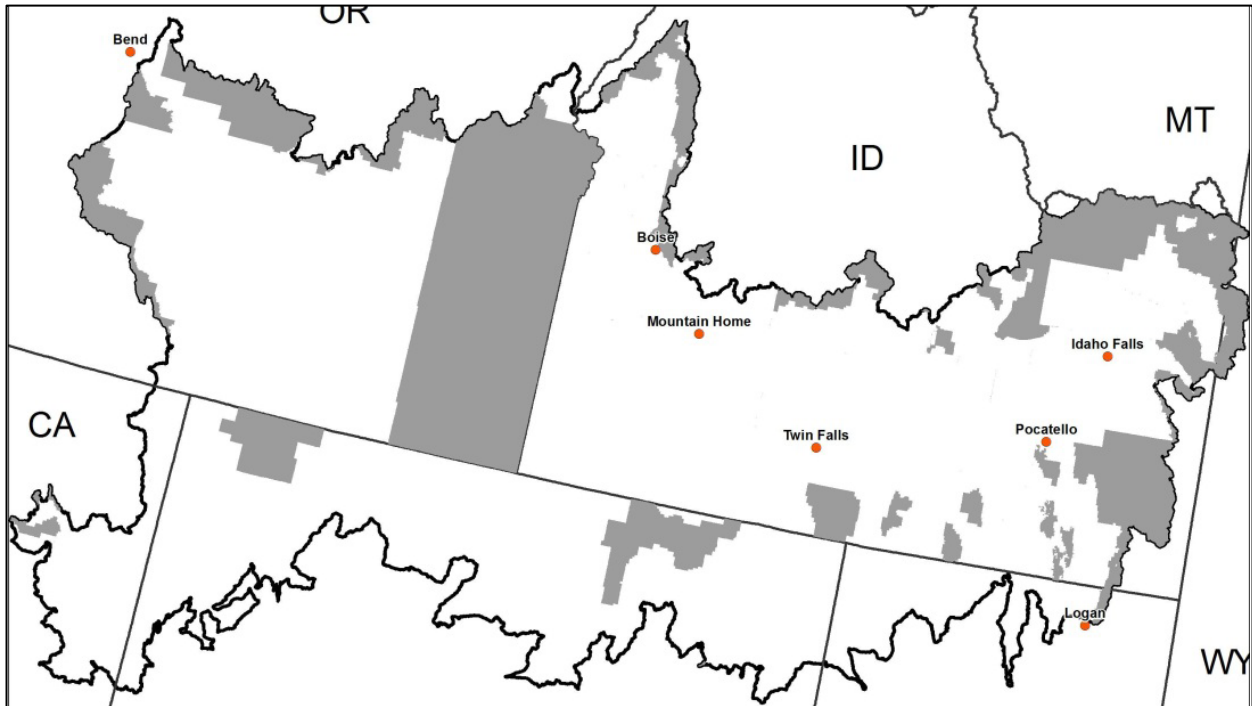 OR
Bend
MT
ID
Boise
Mountain Home
Idaho Falls
CA
Twin Falls
Pocatello
Logan
WY